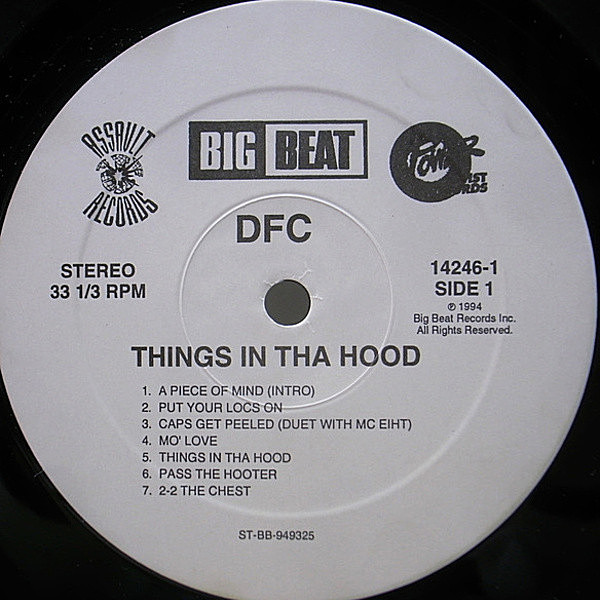 ASSAULT
RECORDS
BIG BEAT
POWER
DFC
STEREO
33 1/3 RPM
14246-1
SIDE 1
℗ 1994
Big Beat Records Inc.
All Rights Reserved.
THINGS IN THA HOOD
1. A PIECE OF MIND (INTRO)
2. PUT YOUR LOCS ON
3. CAPS GET PEELED (DUET WITH MC EIHT)
4. MO' LOVE
5. THINGS IN THA HOOD
6. PASS THE HOOTER
7. 2-2 THE CHEST
ST-BB-949325